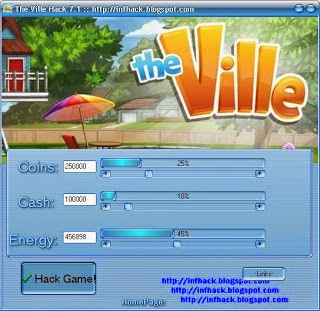 The Ville Hack 7.1 :: http://infhack.blogspot.com
the Ville
Coins: 250000 25%
Cash: 100000 10%
Energy: 456898 45%
Hack Game!
:: Links ::
http://infhack.blogspot.com
http://infhack.blogspot.com
http://infhack.blogspot.com
HomePage: